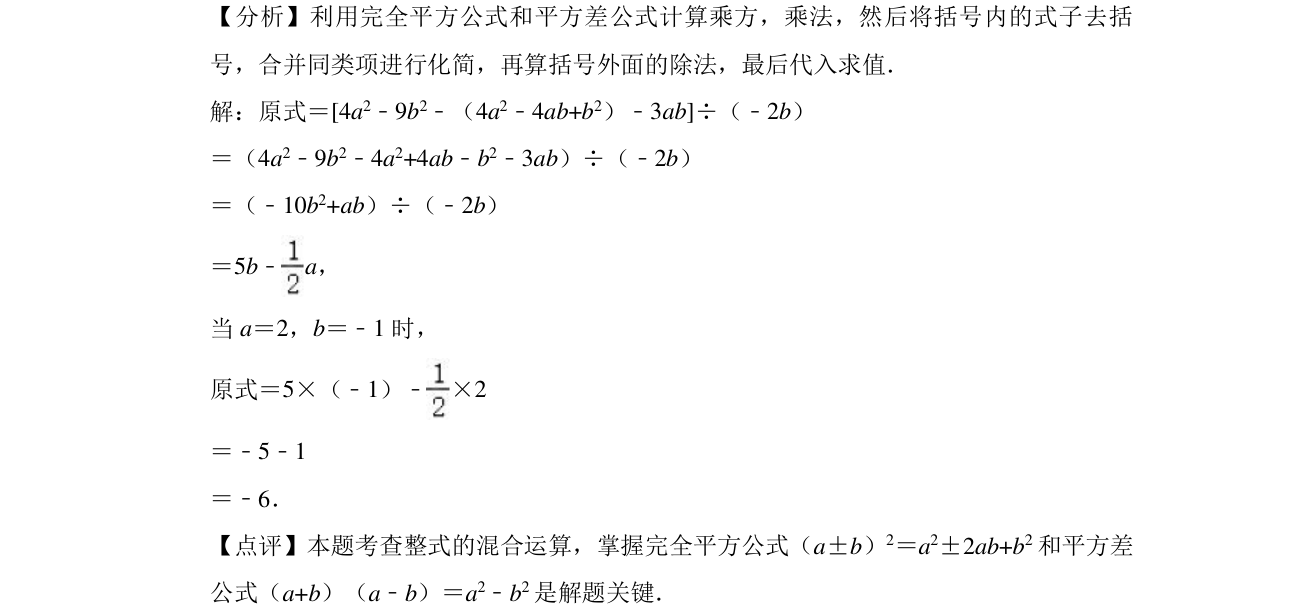 【分析】利用完全平方公式和平方差公式计算乘方，乘法，然后将括号内的式子去括
号，合并同类项进行化简，再算括号外面的除法，最后代入求值．
解：原式＝[4a²﹣9b²﹣（4a²﹣4ab+b²）﹣3ab]÷（﹣2b）
＝（4a²﹣9b²﹣4a²+4ab﹣b²﹣3ab）÷（﹣2b）
＝（﹣10b²+ab）÷（﹣2b）
＝5b﹣\frac{1}{2}a，
当 a＝2，b＝﹣1 时，
原式＝5×（﹣1）﹣\frac{1}{2}×2
＝﹣5﹣1
＝﹣6．
【点评】本题考查整式的混合运算，掌握完全平方公式（a±b）²＝a²±2ab+b² 和平方差
公式（a+b）（a﹣b）＝a²﹣b² 是解题关键．